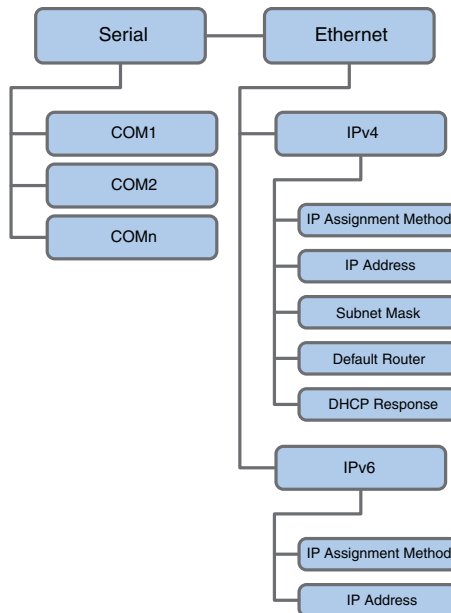 Serial
Ethernet
COM1
COM2
COMn
IPv4
IP Assignment Method
IP Address
Subnet Mask
Default Router
DHCP Response
IPv6
IP Assignment Method
IP Address